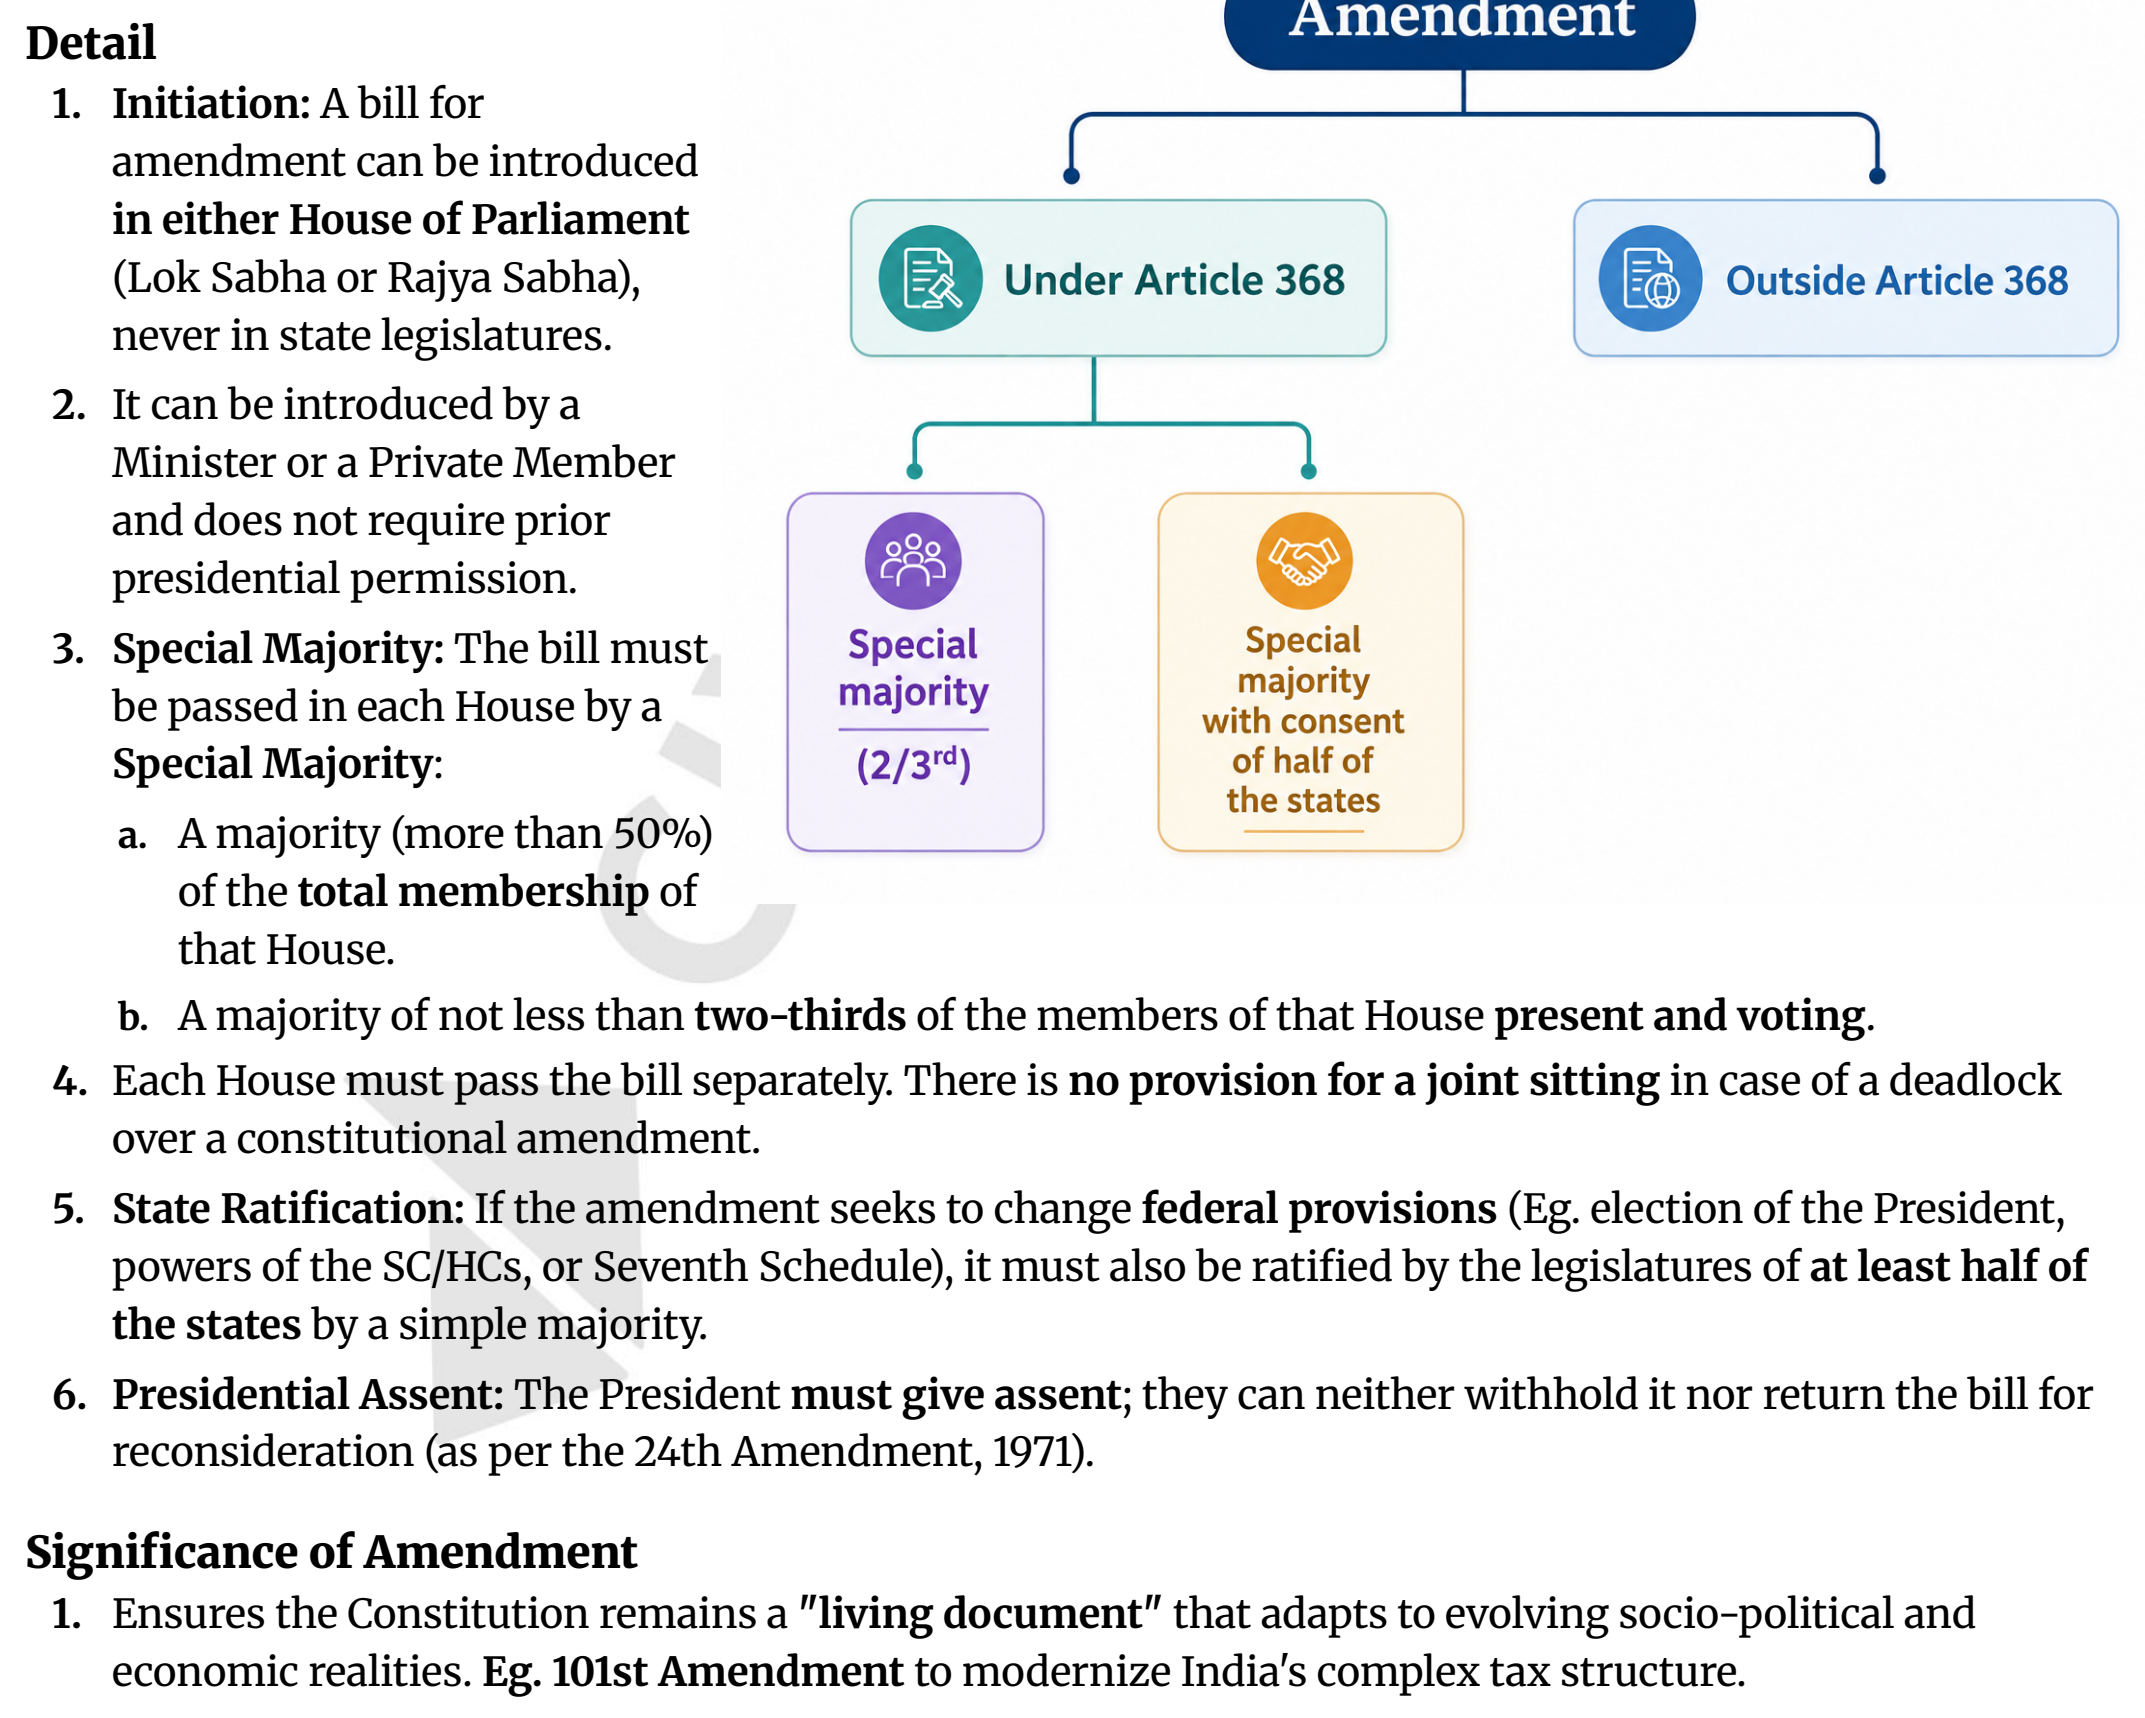 Detail
1. Initiation: A bill for
amendment can be introduced
in either House of Parliament
(Lok Sabha or Rajya Sabha),
never in state legislatures.
2. It can be introduced by a
Minister or a Private Member
and does not require prior
presidential permission.
3. Special Majority: The bill must
be passed in each House by a
Special Majority:
a. A majority (more than 50%)
of the total membership of
that House.
Amendment
Under Article 368
Outside Article 368
Special
majority
(2/3rd)
Special
majority
with consent
of half of
the states
b. A majority of not less than two-thirds of the members of that House present and voting.
4. Each House must pass the bill separately. There is no provision for a joint sitting in case of a deadlock
over a constitutional amendment.
5. State Ratification: If the amendment seeks to change federal provisions (Eg. election of the President,
powers of the SC/HCs, or Seventh Schedule), it must also be ratified by the legislatures of at least half of
the states by a simple majority.
6. Presidential Assent: The President must give assent; they can neither withhold it nor return the bill for
reconsideration (as per the 24th Amendment, 1971).
Significance of Amendment
1. Ensures the Constitution remains a "living document" that adapts to evolving socio-political and
economic realities. Eg. 101st Amendment to modernize India's complex tax structure.